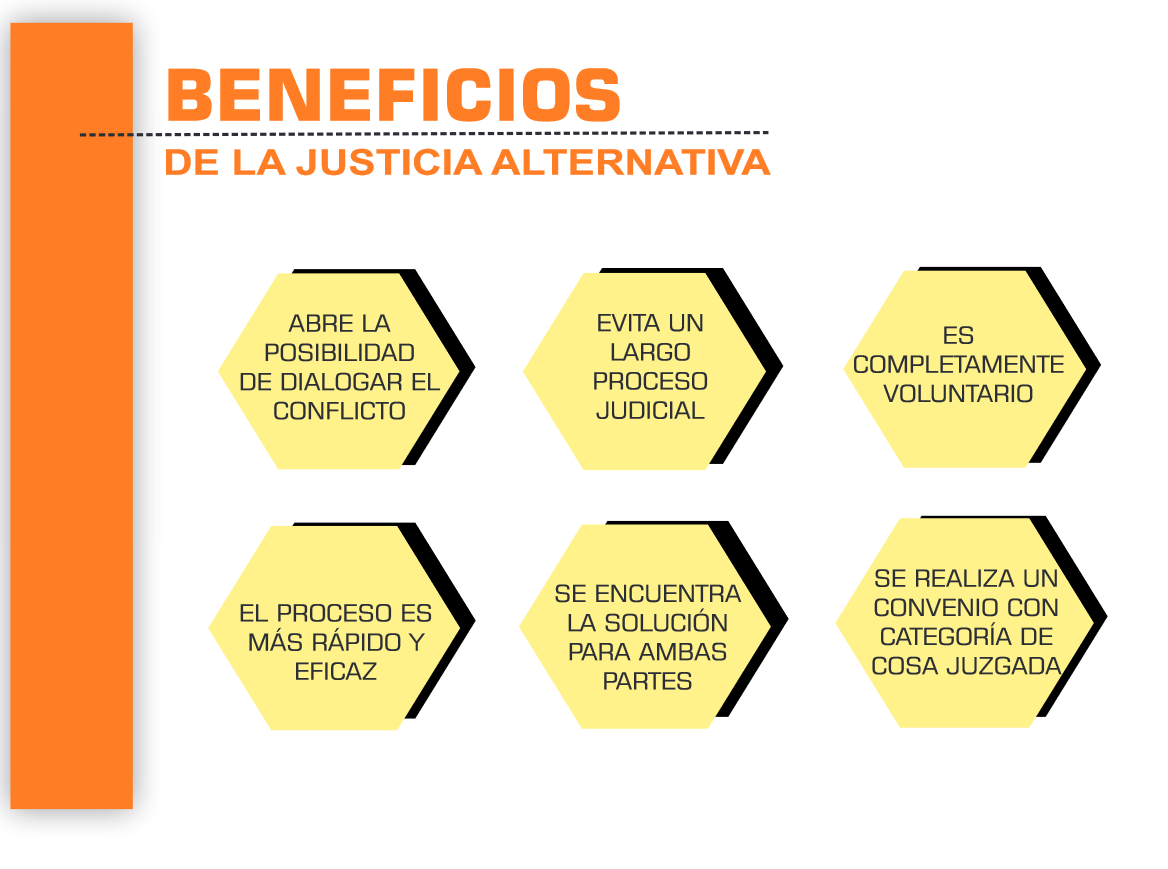 BENEFICIOS
DE LA JUSTICIA ALTERNATIVA
ABRE LA
POSIBILIDAD
DE DIALOGAR EL
CONFLICTO
EVITA UN
LARGO
PROCESO
JUDICIAL
ES
COMPLETAMENTE
VOLUNTARIO
EL PROCESO ES
MÁS RÁPIDO Y
EFICAZ
SE ENCUENTRA
LA SOLUCIÓN
PARA AMBAS
PARTES
SE REALIZA UN
CONVENIO CON
CATEGORÍA DE
COSA JUZGADA